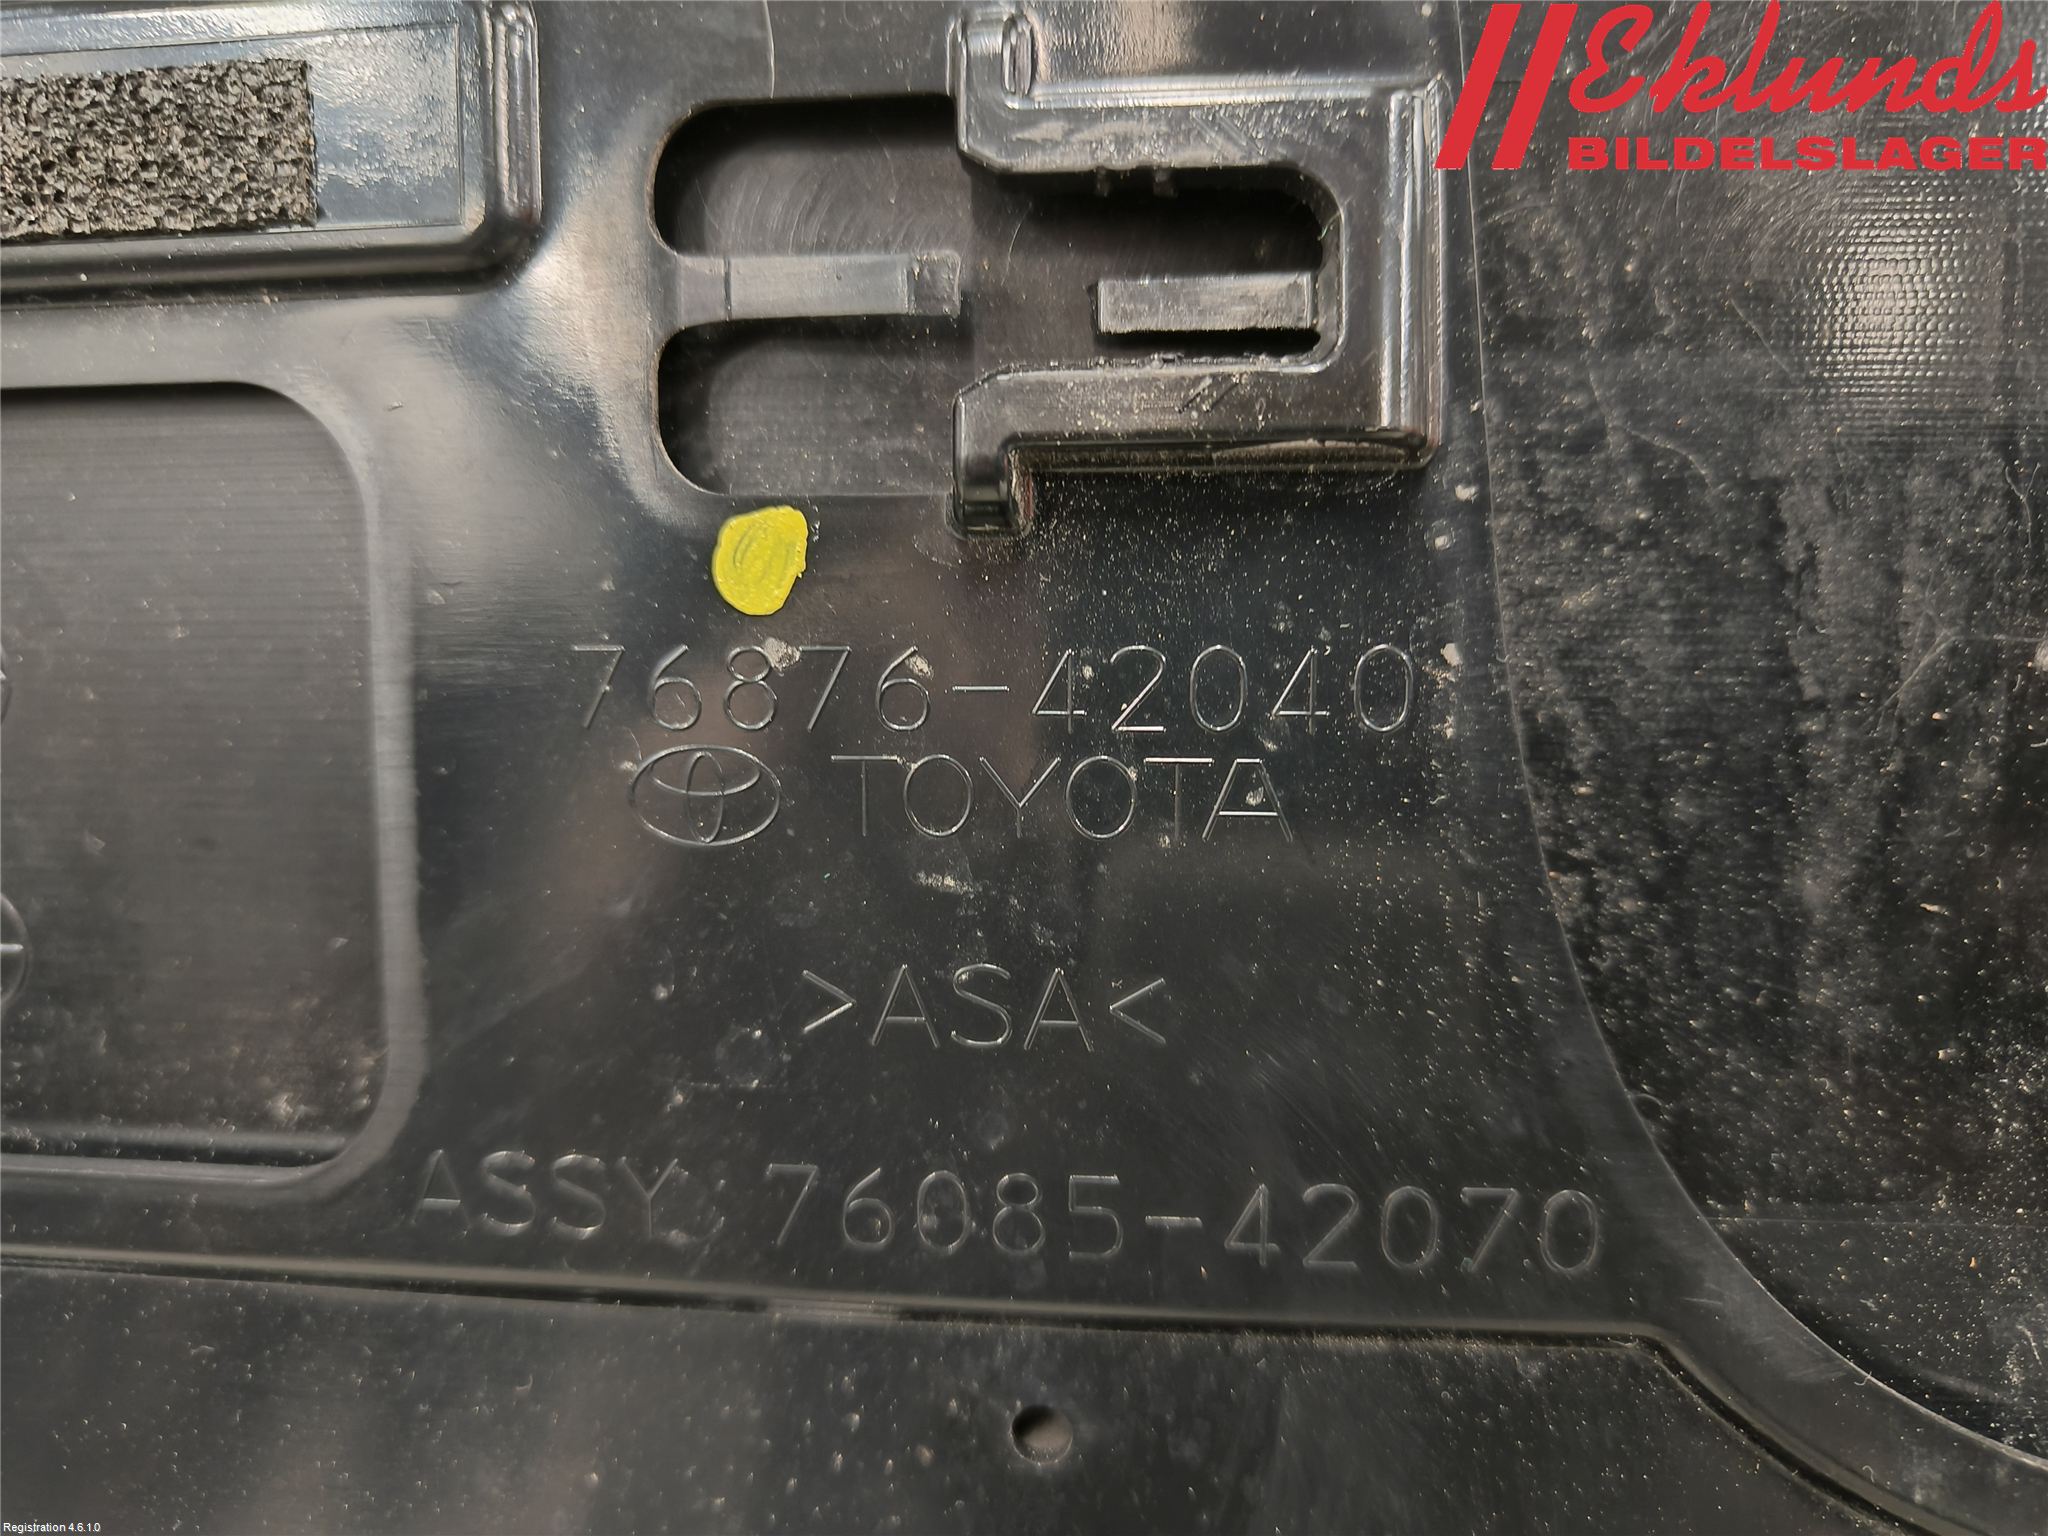 Eklunds
BILDELSLAGER
76876-42040
TOYOTA
>ASA<
ASSY 76085-42070
Registration 4.6.1.0